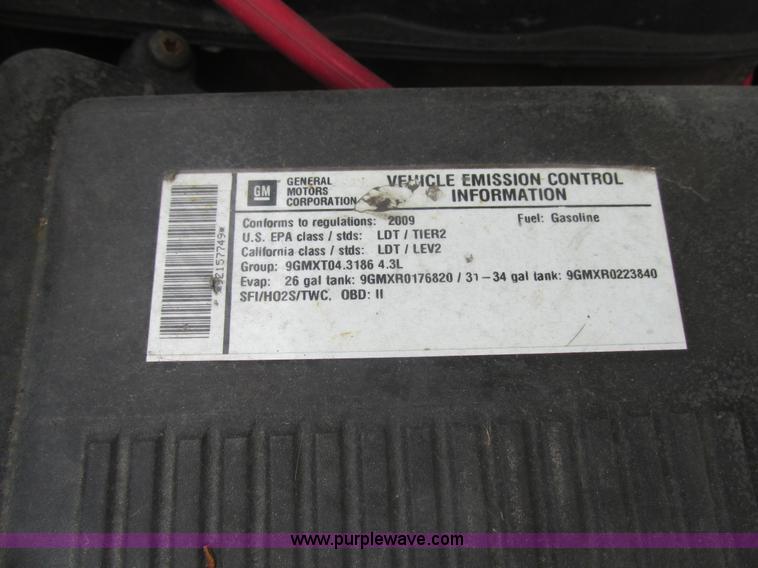 GM
GENERAL
MOTORS
CORPORATION
VEHICLE EMISSION CONTROL
INFORMATION
Conforms to regulations: 2009 Fuel: Gasoline
U.S. EPA class / stds: LDT / TIER2
California class / stds: LDT / LEV2
Group: 9GMXT04.3186 4.3L
Evap: 26 gal tank: 9GMXR0176820 / 31-34 gal tank: 9GMXR0223840
SFI/HO2S/TWC, OBD: II
*92157749*
www.purplewave.com